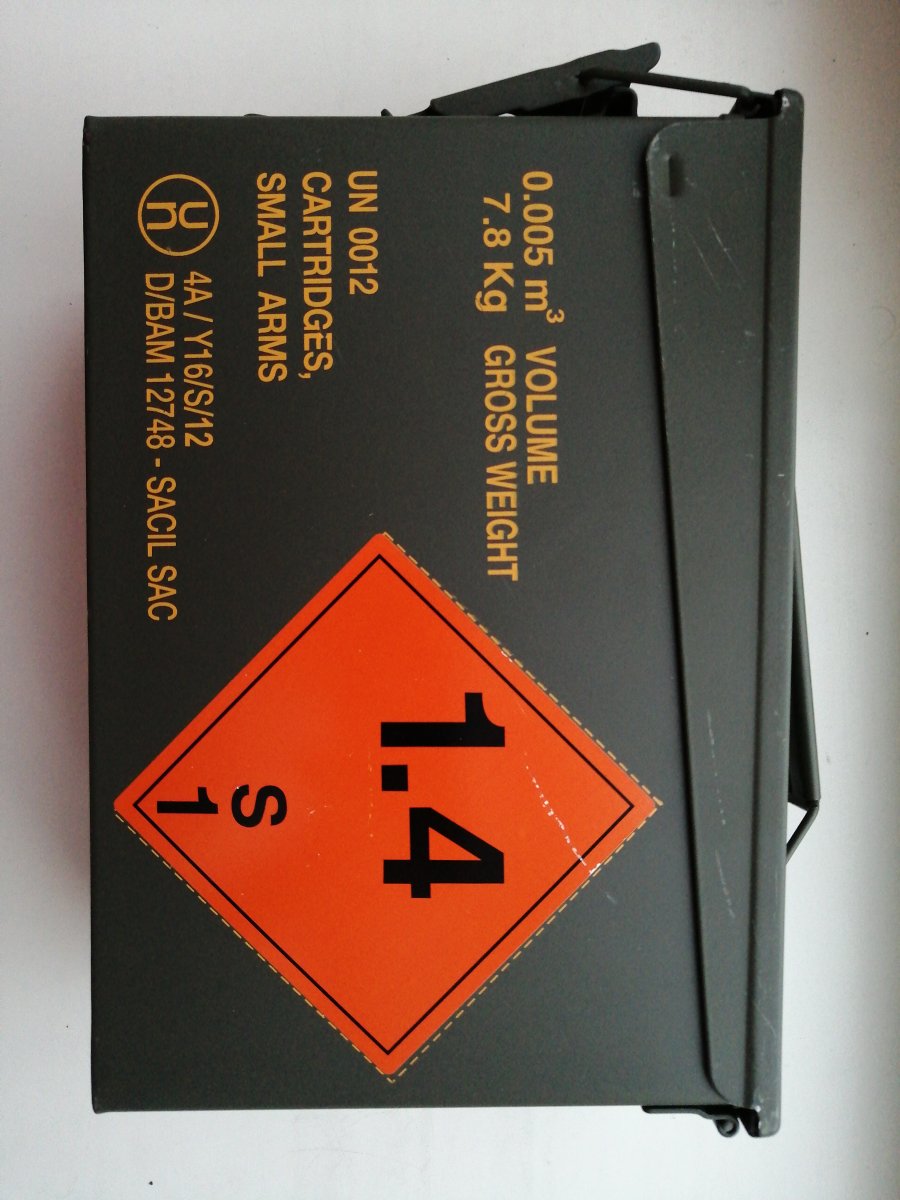 0.005 m³ VOLUME
7.8 Kg GROSS WEIGHT
UN 0012
CARTRIDGES,
SMALL ARMS
un
4A / Y16/S/12
D/BAM 12748 - SACIL SAC
1.4
S
1